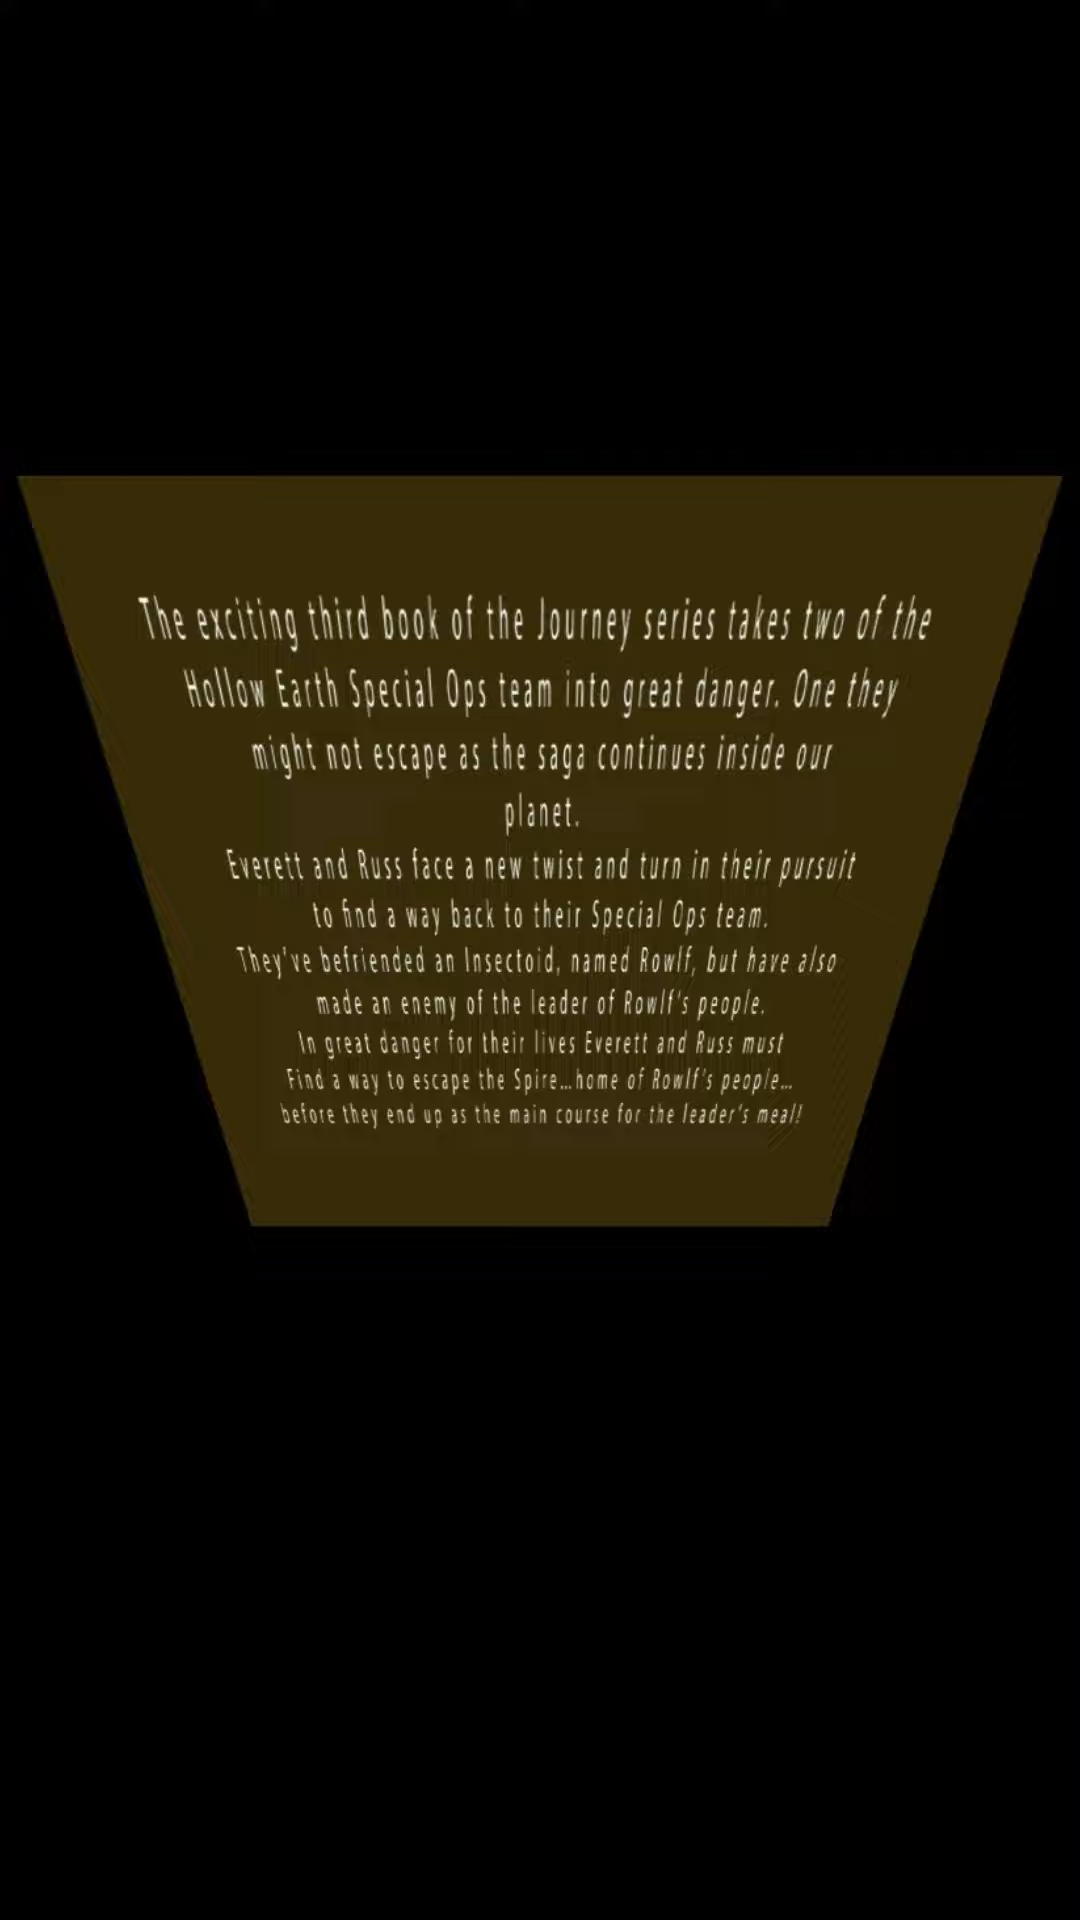 The exciting third book of the Journey series takes two of the
Hollow Earth Special Ops team into great danger. One they
might not escape as the saga continues inside our
planet.
Everett and Russ face a new twist and turn in their pursuit
to find a way back to their Special Ops team.
They've befriended an Insectoid, named Rowlf, but have also
made an enemy of the leader of Rowlf's people.
In great danger for their lives Everett and Russ must
Find a way to escape the Spire...home of Rowlf's people...
before they end up as the main course for the leader's meal!